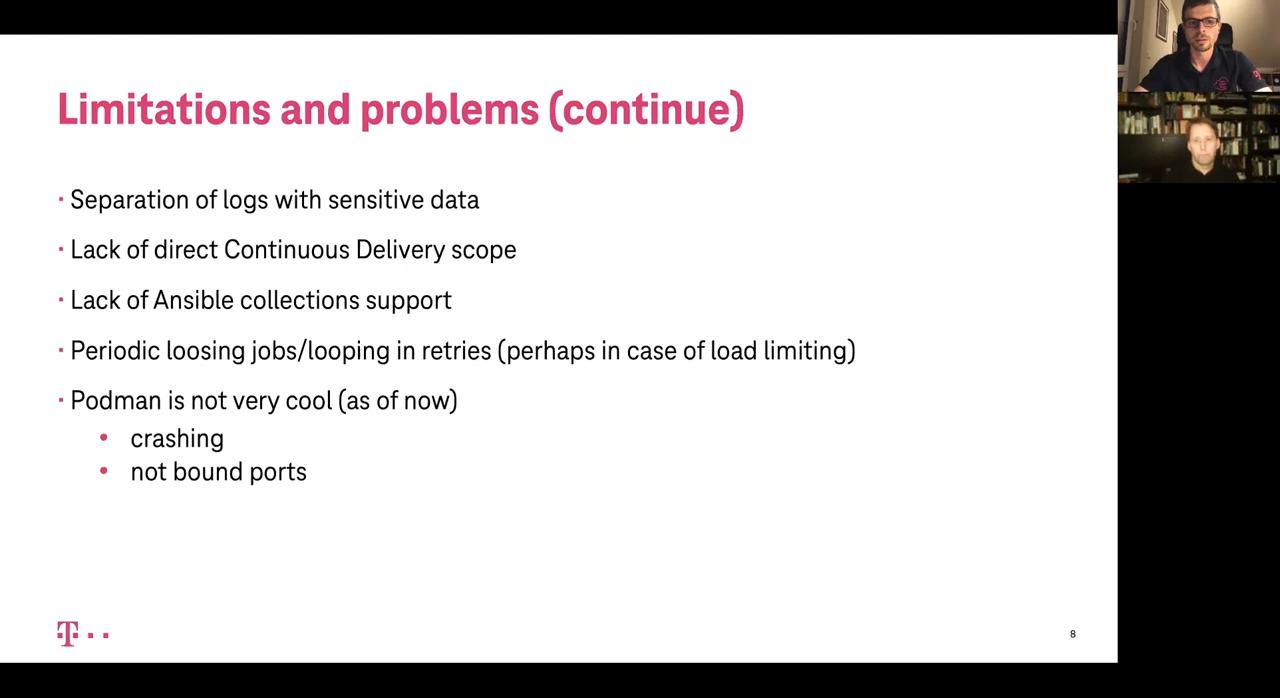 Limitations and problems (continue)
· Separation of logs with sensitive data
· Lack of direct Continuous Delivery scope
· Lack of Ansible collections support
· Periodic loosing jobs/looping in retries (perhaps in case of load limiting)
· Podman is not very cool (as of now)
• crashing
• not bound ports
T
8